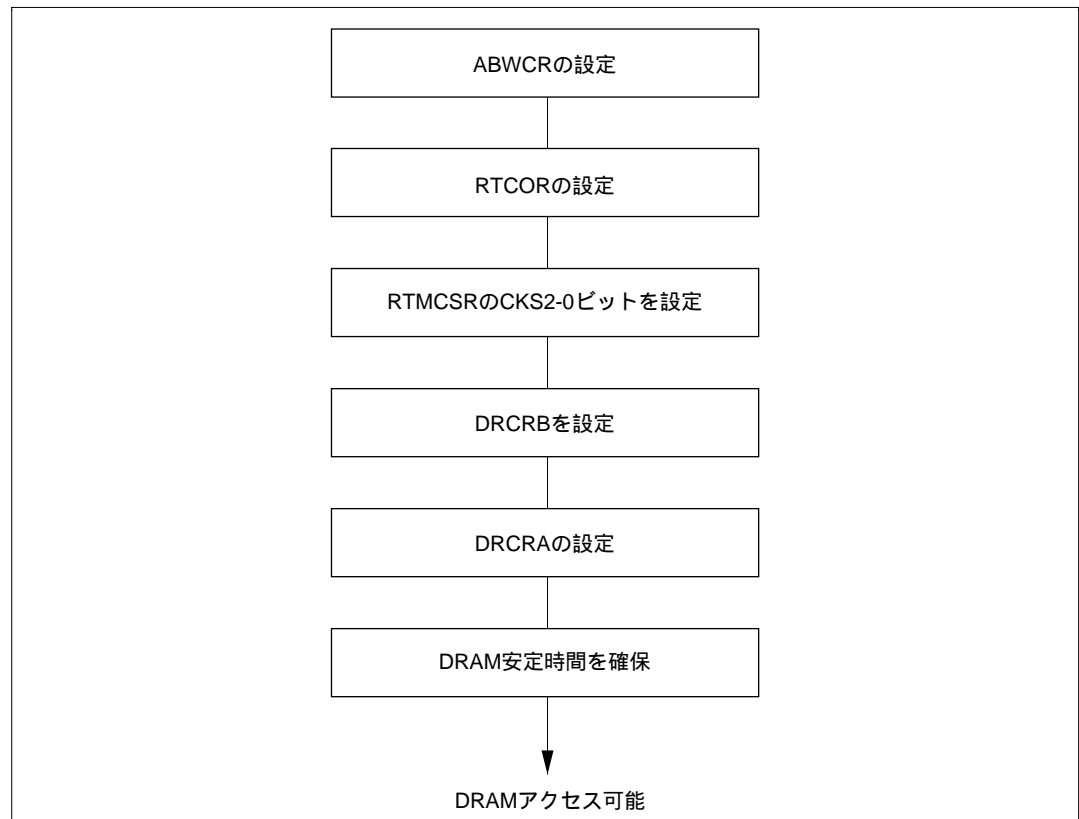 ABWCRの設定
RTCORの設定
RTMCSRのCKS2-0ビットを設定
DRCRBを設定
DRCRAの設定
DRAM安定時間を確保
DRAMアクセス可能